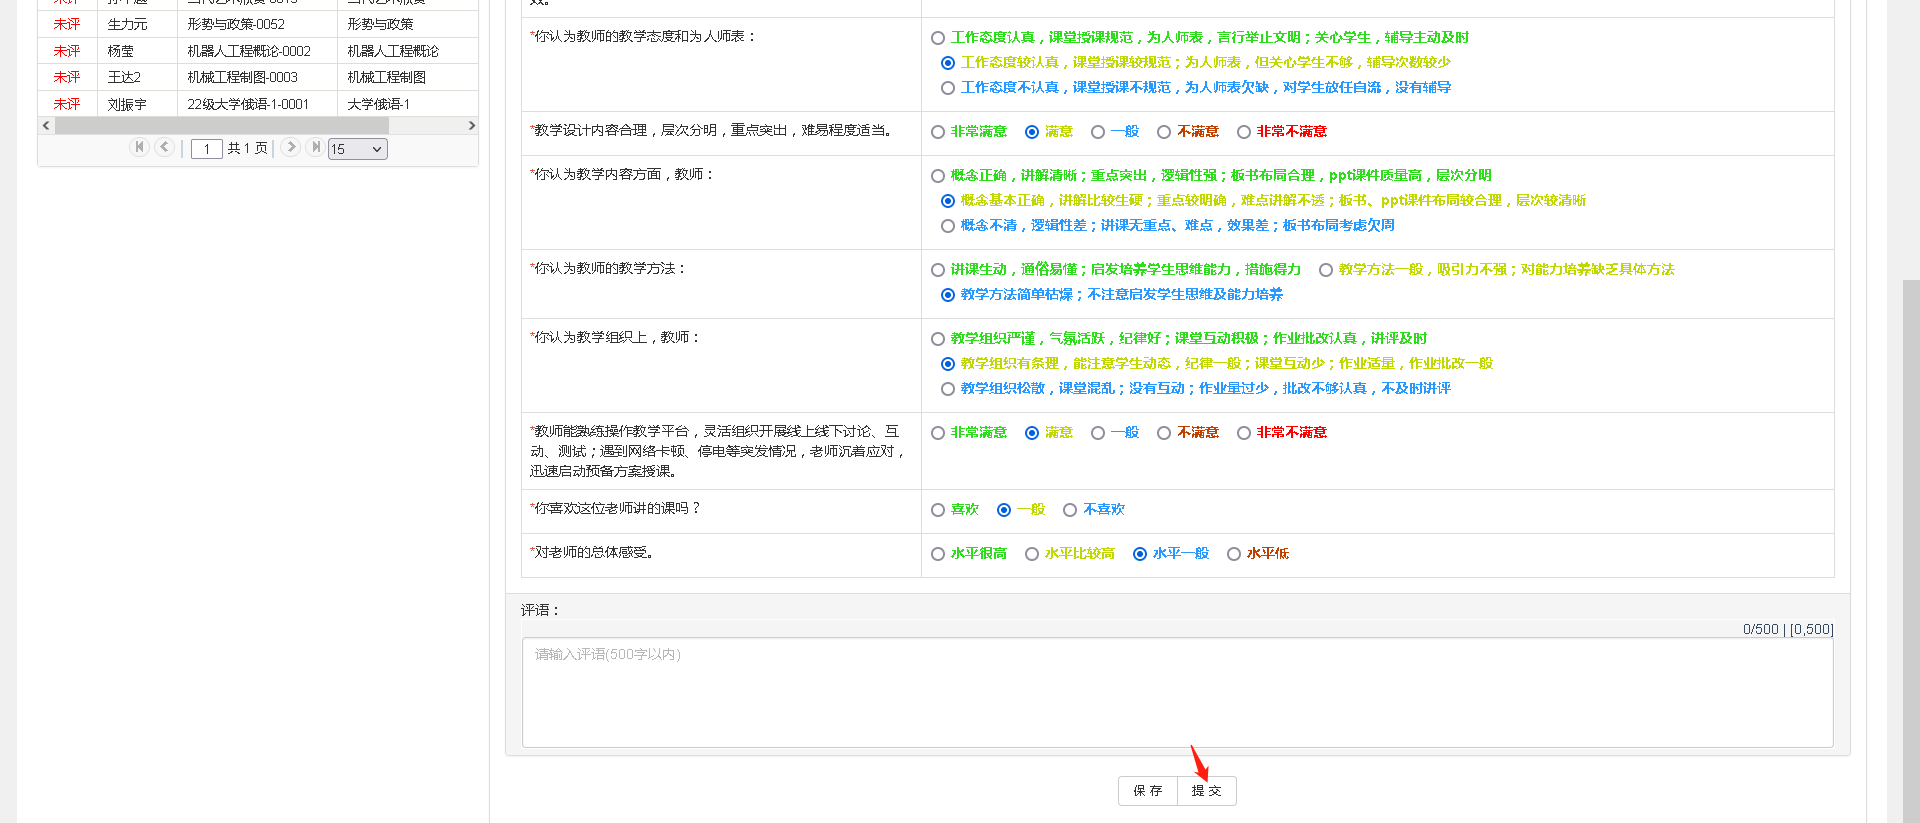 未评 生力元 形势与政策-0052 形势与政策
未评 杨莹 机器人工程概论-0002 机器人工程概论
未评 王达2 机械工程制图-0003 机械工程制图
未评 刘振宇 22级大学俄语-1-0001 大学俄语-1
1 共 1 页 15
*你认为教师的教学态度和为人师表：
工作态度认真，课堂授课规范，为人师表，言行举止文明；关心学生，辅导主动及时
工作态度较认真，课堂授课较规范；为人师表，但关心学生不够，辅导次数较少
工作态度不认真，课堂授课不规范，为人师表欠缺，对学生放任自流，没有辅导
*教学设计内容合理，层次分明，重点突出，难易程度适当。
非常满意 满意 一般 不满意 非常不满意
*你认为教学内容方面，教师：
概念正确，讲解清晰；重点突出，逻辑性强；板书布局合理，ppt课件质量高，层次分明
概念基本正确，讲解比较生硬；重点较明确，难点讲解不透；板书、ppt课件布局较合理，层次较清晰
概念不清，逻辑性差；讲课无重点、难点，效果差；板书布局考虑欠周
*你认为教师的教学方法：
讲课生动，通俗易懂；启发培养学生思维能力，措施得力 教学方法一般，吸引力不强；对能力培养缺乏具体方法
教学方法简单枯燥；不注意启发学生思维及能力培养
*你认为教学组织上，教师：
教学组织严谨，气氛活跃，纪律好；课堂互动积极；作业批改认真，讲评及时
教学组织有条理，能注意学生动态，纪律一般；课堂互动少；作业适量，作业批改一般
教学组织松散，课堂混乱；没有互动；作业量过少，批改不够认真，不及时讲评
*教师能熟练操作教学平台，灵活组织开展线上线下讨论、互
动、测试；遇到网络卡顿、停电等突发情况，老师沉着应对，
迅速启动预备方案授课。
非常满意 满意 一般 不满意 非常不满意
*你喜欢这位老师讲的课吗？
喜欢 一般 不喜欢
*对老师的总体感受。
水平很高 水平比较高 水平一般 水平低
评语：
0/500 | [0,500]
请输入评语(500字以内)
保 存 提 交